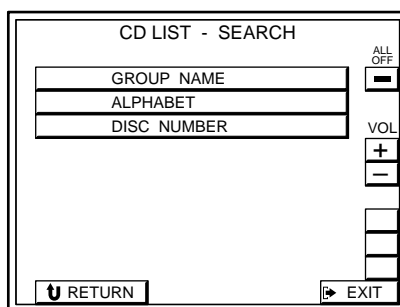 CD LIST - SEARCH
ALL
OFF
GROUP NAME
ALPHABET
DISC NUMBER
VOL
+
−
RETURN
EXIT